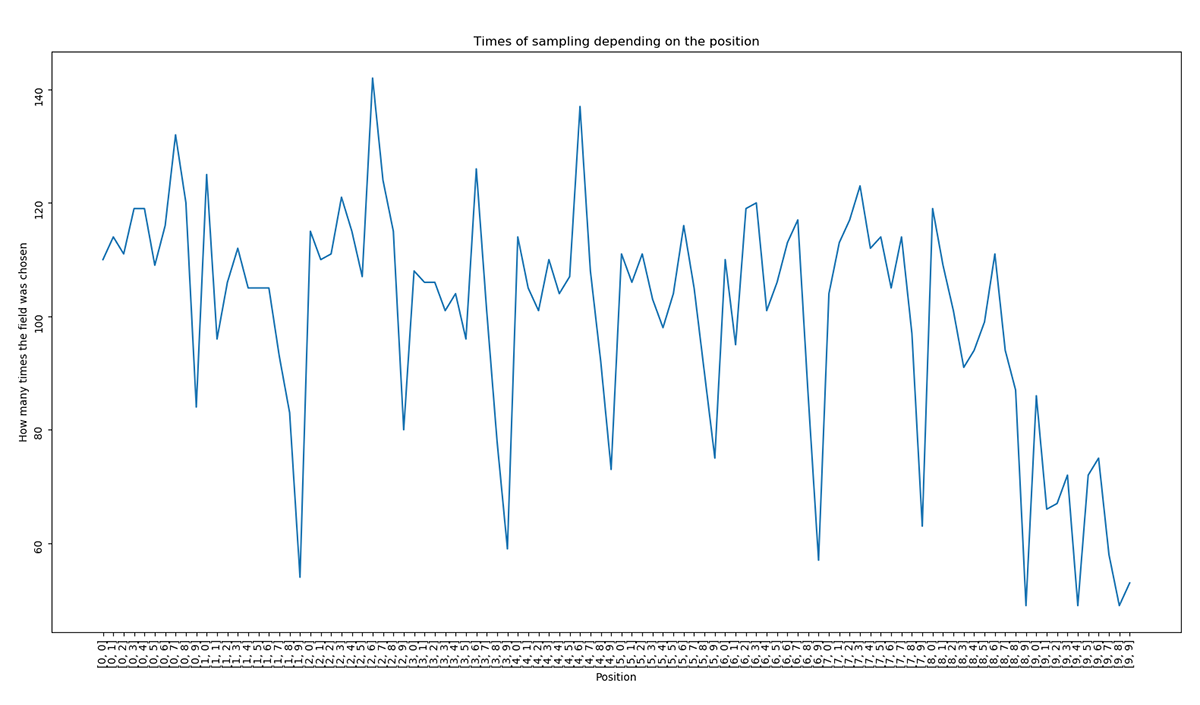 Times of sampling depending on the position
140
120
100
80
60
How many times the field was chosen
[0, 0] [0, 1] [0, 2] [0, 3] [0, 4] [0, 5] [0, 6] [0, 7] [0, 8] [0, 9] [1, 0] [1, 1] [1, 2] [1, 3] [1, 4] [1, 5] [1, 6] [1, 7] [1, 8] [1, 9] [2, 0] [2, 1] [2, 2] [2, 3] [2, 4] [2, 5] [2, 6] [2, 7] [2, 8] [2, 9] [3, 0] [3, 1] [3, 2] [3, 3] [3, 4] [3, 5] [3, 6] [3, 7] [3, 8] [3, 9] [4, 0] [4, 1] [4, 2] [4, 3] [4, 4] [4, 5] [4, 6] [4, 7] [4, 8] [4, 9] [5, 0] [5, 1] [5, 2] [5, 3] [5, 4] [5, 5] [5, 6] [5, 7] [5, 8] [5, 9] [6, 0] [6, 1] [6, 2] [6, 3] [6, 4] [6, 5] [6, 6] [6, 7] [6, 8] [6, 9] [7, 0] [7, 1] [7, 2] [7, 3] [7, 4] [7, 5] [7, 6] [7, 7] [7, 8] [7, 9] [8, 0] [8, 1] [8, 2] [8, 3] [8, 4] [8, 5] [8, 6] [8, 7] [8, 8] [8, 9] [9, 0] [9, 1] [9, 2] [9, 3] [9, 4] [9, 5] [9, 6] [9, 7] [9, 8] [9, 9]
Position